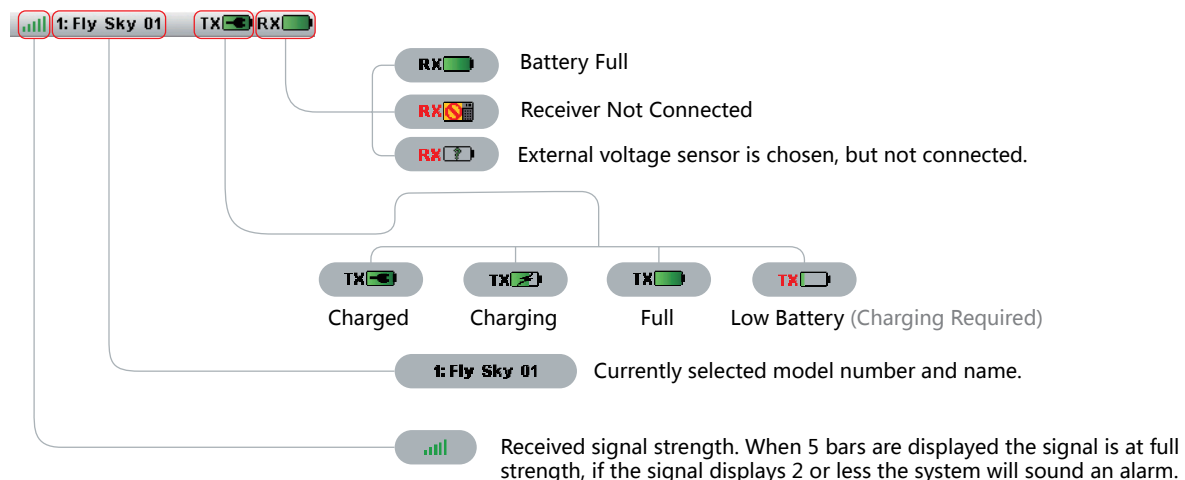 1: Fly Sky 01 TX RX
RX Battery Full
RX Receiver Not Connected
RX ? External voltage sensor is chosen, but not connected.
TX TX TX TX
Charged Charging Full Low Battery (Charging Required)
1: Fly Sky 01 Currently selected model number and name.
Received signal strength. When 5 bars are displayed the signal is at full
strength, if the signal displays 2 or less the system will sound an alarm.